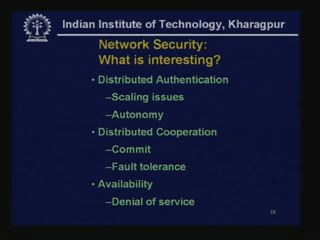 Indian Institute of Technology, Kharagpur
Network Security:
What is interesting?
• Distributed Authentication
–Scaling issues
–Autonomy
• Distributed Cooperation
–Commit
–Fault tolerance
• Availability
–Denial of service